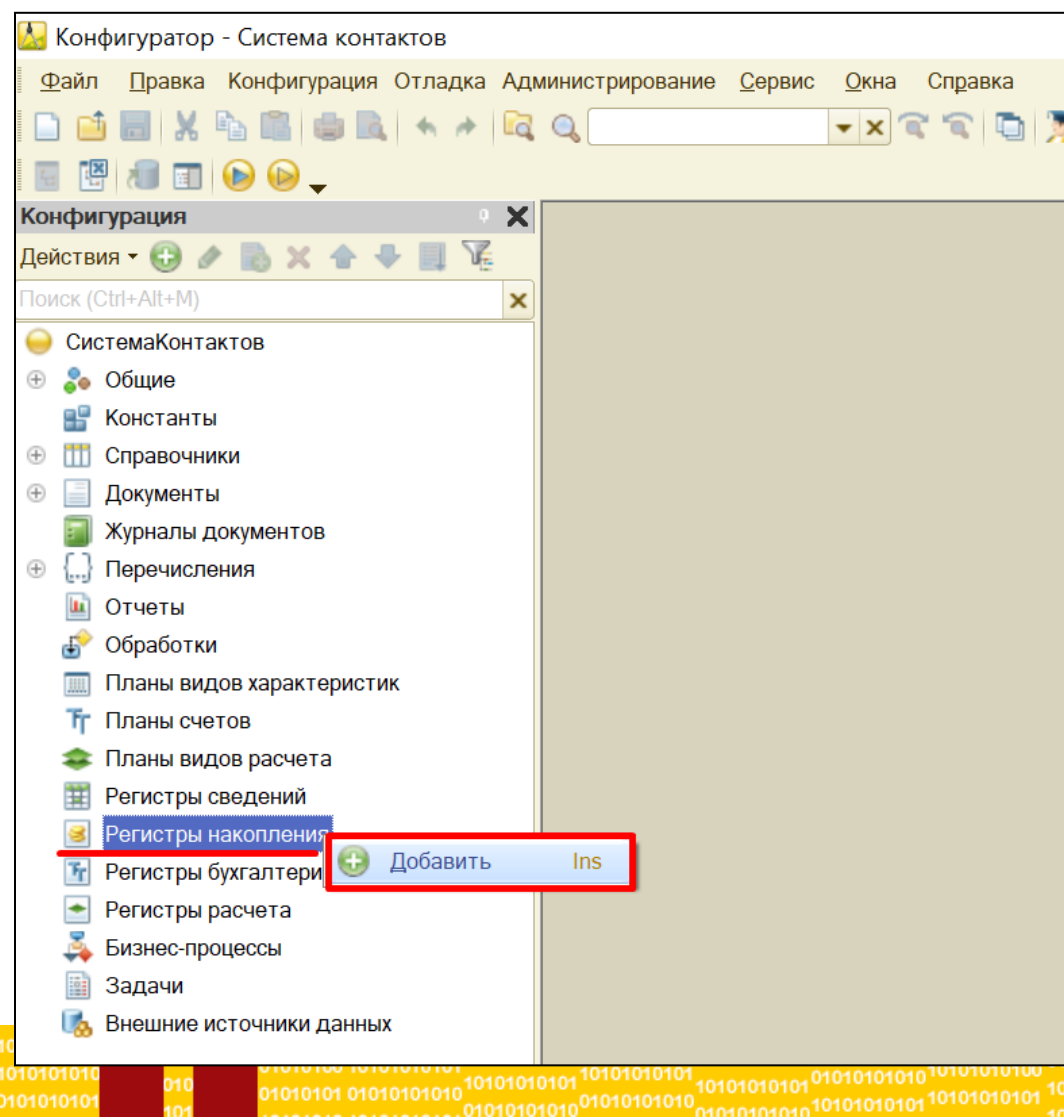 Конфигуратор - Система контактов
Файл Правка Конфигурация Отладка Администрирование Сервис Окна Справка
Конфигурация
Действия
Поиск (Ctrl+Alt+M)
СистемаКонтактов
Общие
Константы
Справочники
Документы
Журналы документов
Перечисления
Отчеты
Обработки
Планы видов характеристик
Планы счетов
Планы видов расчета
Регистры сведений
Регистры накопления
Добавить Ins
Регистры бухгалтери
Регистры расчета
Бизнес-процессы
Задачи
Внешние источники данных